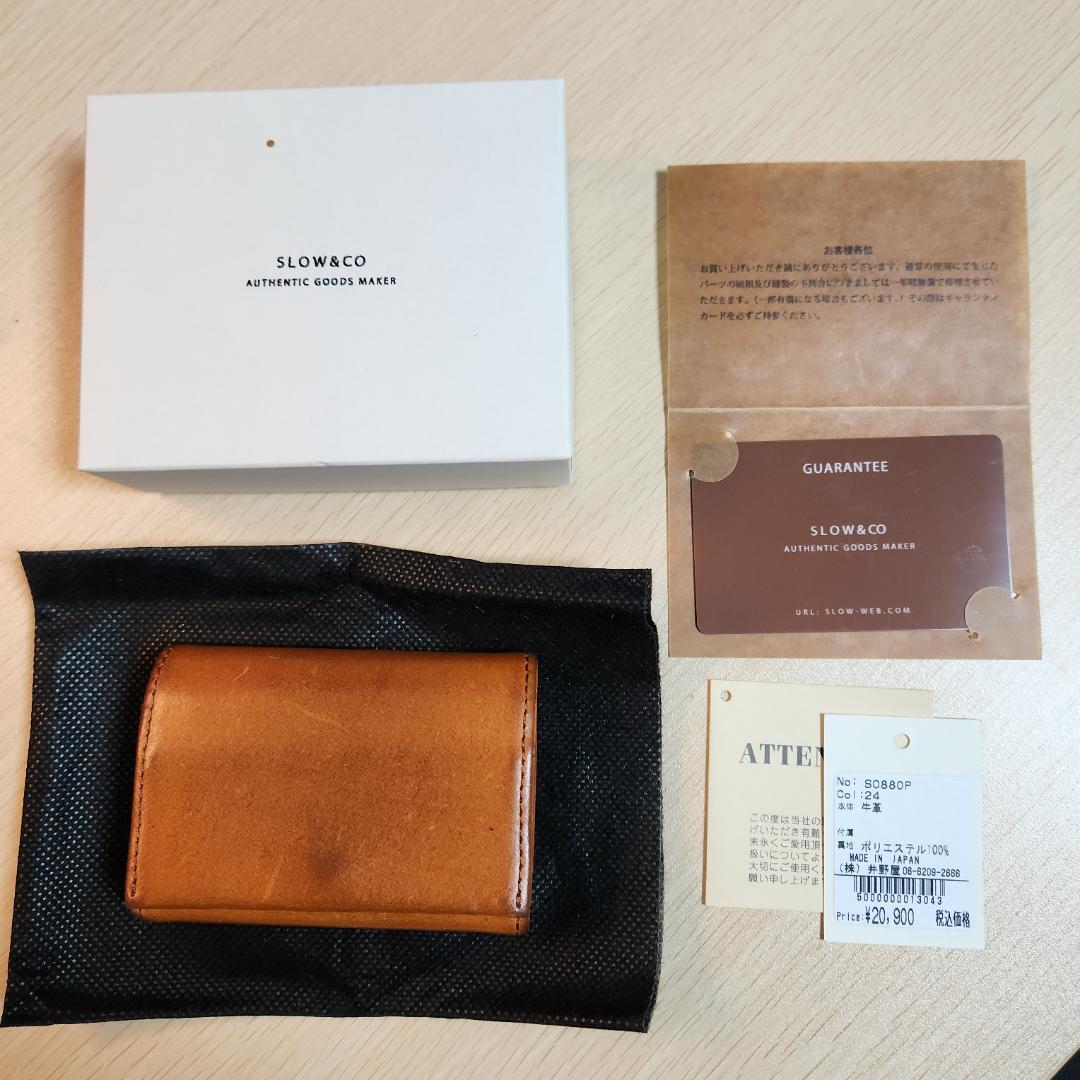 SLOW&CO
AUTHENTIC GOODS MAKER
お客様各位
お買い上げいただき誠にありがとうございます。通常の使用にて生じた
パーツの破損及び縫製の不具合につきましては一年間無償で修理させてい
ただきます。(一部有償になる場合もございます。)その際はギャランティ
カードを必ずご持参ください。
GUARANTEE
SLOW&CO
AUTHENTIC GOODS MAKER
URL: SLOW-WEB.COM
ATTEN
この度は当社の
げいただき有難
末永くご愛用頂
扱いについてよ
大切にご使用く
願い申し上げま
No: SO880P
Col:24
本体 牛革
付属
裏地 ポリエステル100%
MADE IN JAPAN
(株) 井野屋 06-6209-2666
5000000013043
Price:¥20,900 税込価格